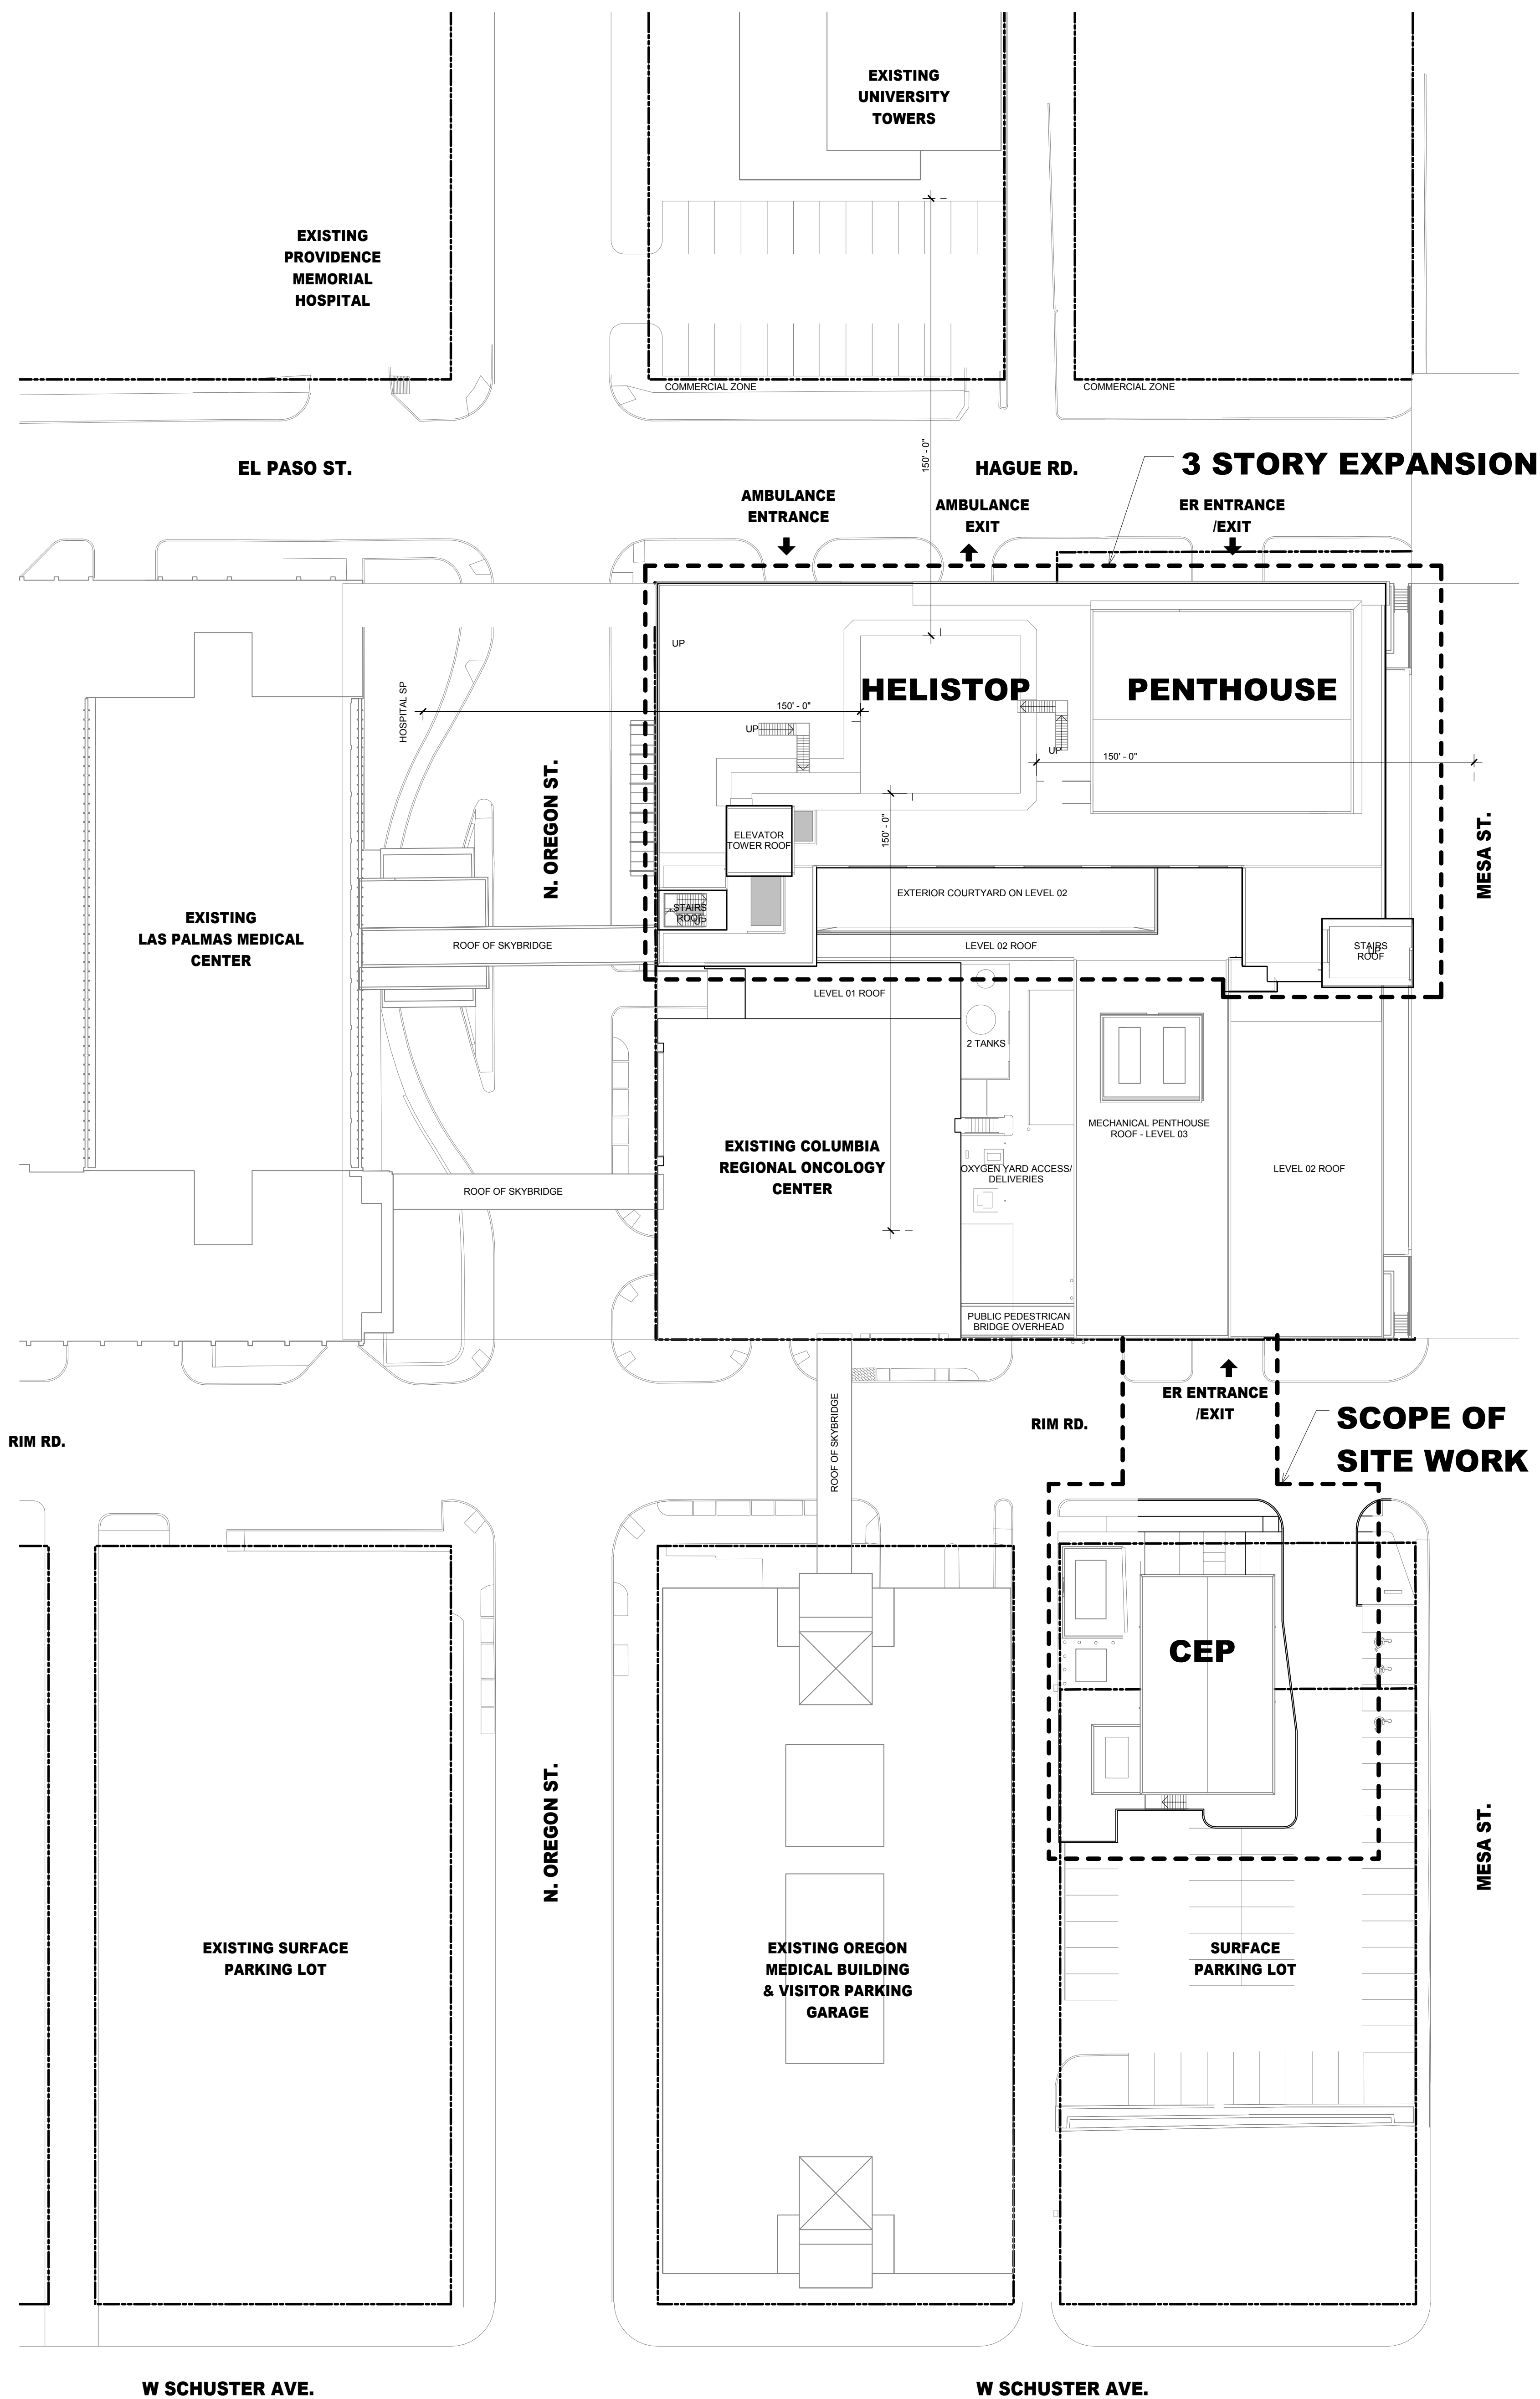 EXISTING
UNIVERSITY
TOWERS
EXISTING
PROVIDENCE
MEMORIAL
HOSPITAL
COMMERCIAL ZONE
COMMERCIAL ZONE
150' - 0"
EL PASO ST.
HAGUE RD.
3 STORY EXPANSION
AMBULANCE
ENTRANCE
AMBULANCE
EXIT
ER ENTRANCE
/EXIT
UP
HELISTOP
PENTHOUSE
HOSPITAL SP
150' - 0"
UP
UP
150' - 0"
N. OREGON ST.
MESA ST.
ELEVATOR
TOWER ROOF
150' - 0"
EXTERIOR COURTYARD ON LEVEL 02
STAIRS
ROOF
UP
EXISTING
LAS PALMAS MEDICAL
CENTER
ROOF OF SKYBRIDGE
LEVEL 02 ROOF
STAIRS
UP
ROOF
LEVEL 01 ROOF
2 TANKS
MECHANICAL PENTHOUSE
ROOF - LEVEL 03
EXISTING COLUMBIA
REGIONAL ONCOLOGY
CENTER
OXYGEN YARD ACCESS/
DELIVERIES
LEVEL 02 ROOF
ROOF OF SKYBRIDGE
PUBLIC PEDESTRICAN
BRIDGE OVERHEAD
ROOF OF SKYBRIDGE
ER ENTRANCE
/EXIT
RIM RD.
RIM RD.
SCOPE OF
SITE WORK
CEP
N. OREGON ST.
MESA ST.
EXISTING SURFACE
PARKING LOT
EXISTING OREGON
MEDICAL BUILDING
& VISITOR PARKING
GARAGE
SURFACE
PARKING LOT
W SCHUSTER AVE.
W SCHUSTER AVE.